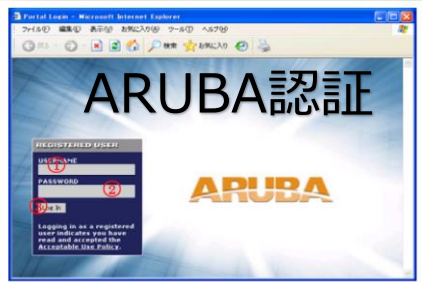 Portal Login - Microsoft Internet Explorer
ファイル(F) 編集(E) 表示(V) お気に入り(A) ツール(T) ヘルプ(H)
戻る 検索 お気に入り
ARUBA認証
REGISTERED USER
USERNAME
①
PASSWORD
②
③ Log In
ARUBA
Logging in as a registered
user indicates you have
read and accepted the
Acceptable Use Policy.